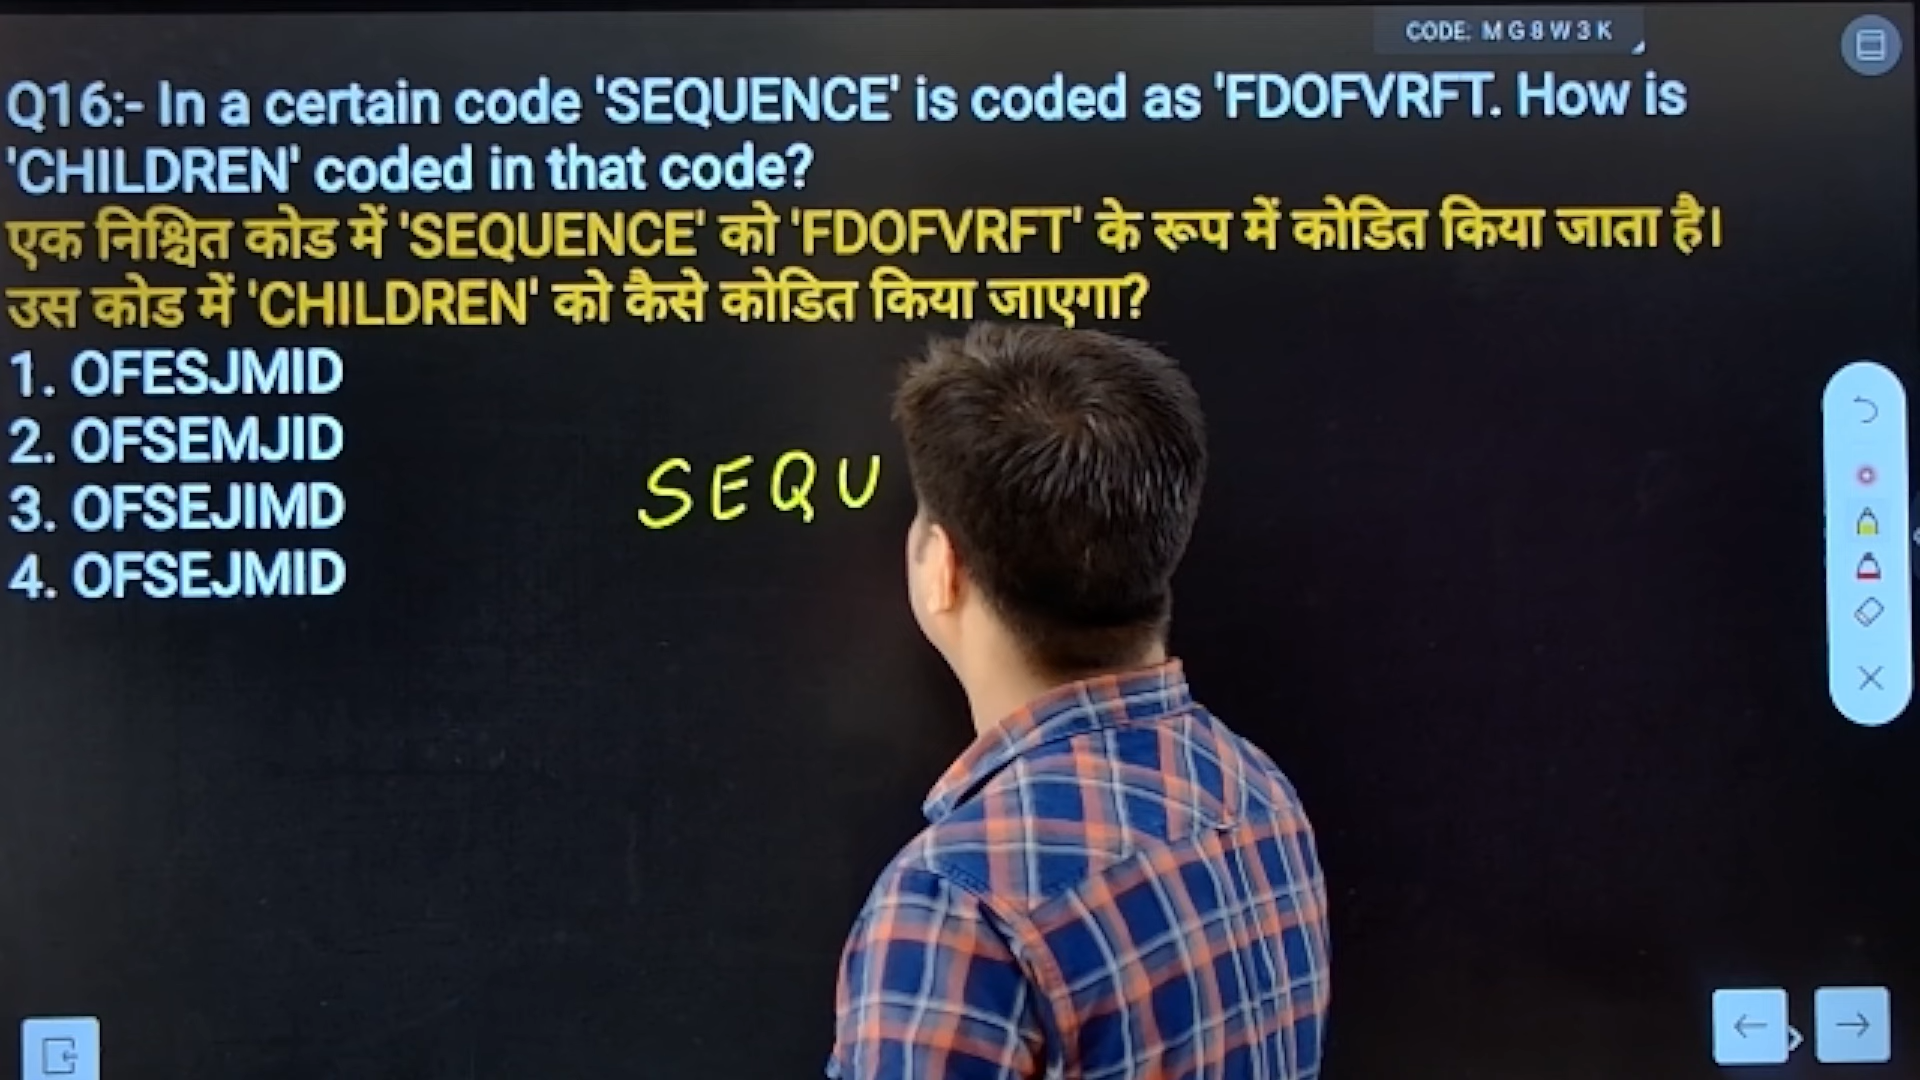 CODE: M G 8 W 3 K
Q16:- In a certain code 'SEQUENCE' is coded as 'FDOFVRFT. How is
'CHILDREN' coded in that code?
एक निश्चित कोड में 'SEQUENCE' को 'FDOFVRFT' के रूप में कोडित किया जाता है।
उस कोड में 'CHILDREN' को कैसे कोडित किया जाएगा?
1. OFESJMID
2. OFSEMJID
3. OFSEJIMD
4. OFSEJMID
SEQU